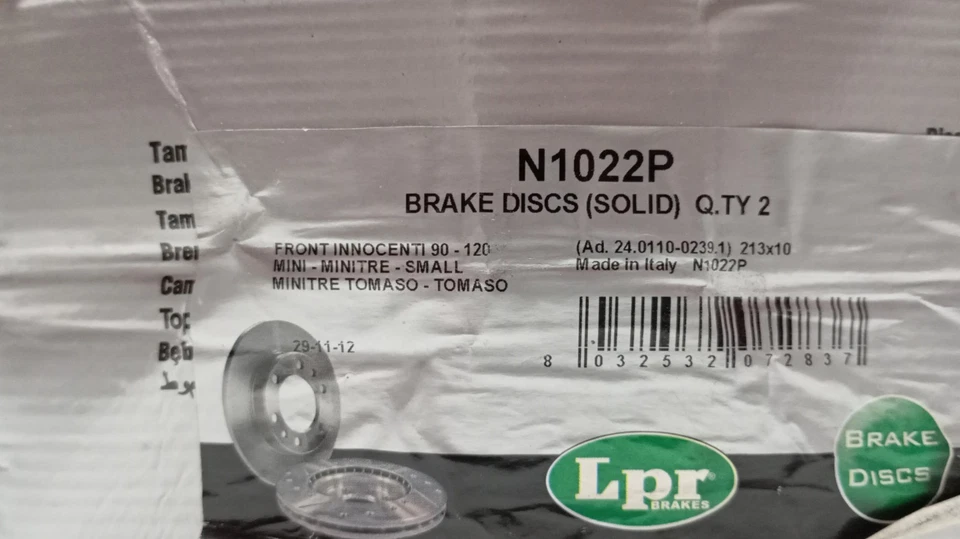 N1022P
BRAKE DISCS (SOLID) Q.TY 2
FRONT INNOCENTI 90 - 120
MINI - MINITRE - SMALL
MINITRE TOMASO - TOMASO
(Ad. 24.0110-0239.1) 213x10
Made in Italy N1022P
29-11-12
8 032532 072837
Lpr
BRAKES
BRAKE
DISCS
Tam
Bral
Tam
Brei
Top